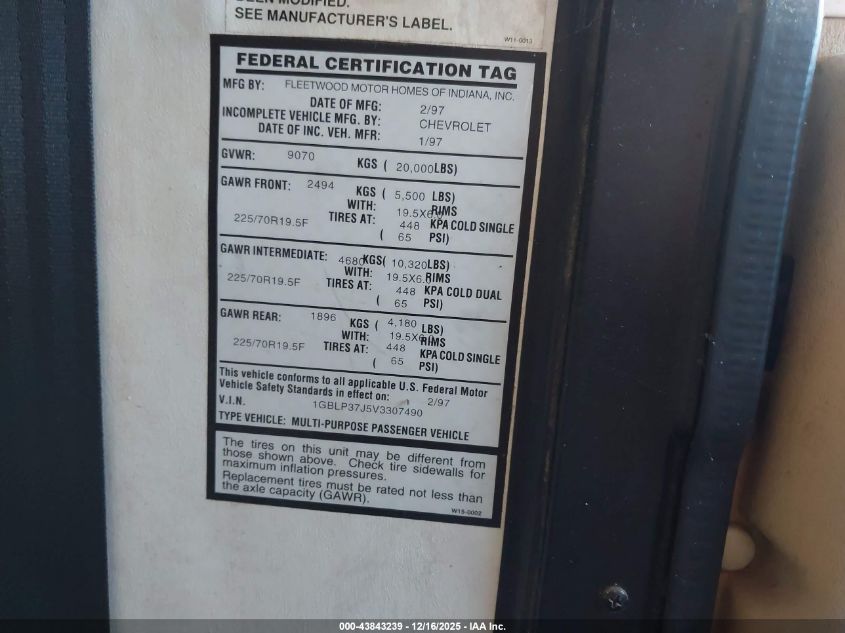 BEEN MODIFIED.
SEE MANUFACTURER'S LABEL.
W11-0013
FEDERAL CERTIFICATION TAG
MFG BY: FLEETWOOD MOTOR HOMES OF INDIANA, INC.
DATE OF MFG: 2/97
INCOMPLETE VEHICLE MFG. BY: CHEVROLET
DATE OF INC. VEH. MFR: 1/97
GVWR: 9070 KGS ( 20,000 LBS)
GAWR FRONT: 2494 KGS ( 5,500 LBS)
WITH: 19.5X6.0 RIMS
225/70R19.5F TIRES AT: 448 KPA COLD SINGLE
( 65 PSI)
GAWR INTERMEDIATE: 4680 KGS( 10,320 LBS)
WITH: 19.5X6.0 RIMS
225/70R19.5F TIRES AT: 448 KPA COLD DUAL
( 65 PSI)
GAWR REAR: 1896 KGS ( 4,180 LBS)
WITH: 19.5X6.0 RIMS
225/70R19.5F TIRES AT: 448 KPA COLD SINGLE
( 65 PSI)
This vehicle conforms to all applicable U.S. Federal Motor
Vehicle Safety Standards in effect on: 2/97
V.I.N. 1GBLP37J5V3307490
TYPE VEHICLE: MULTI-PURPOSE PASSENGER VEHICLE
The tires on this unit may be different from
those shown above. Check tire sidewalls for
maximum inflation pressures.
Replacement tires must be rated not less than
the axle capacity (GAWR).
W15-0002
000-43843239 - 12/16/2025 - IAA Inc.